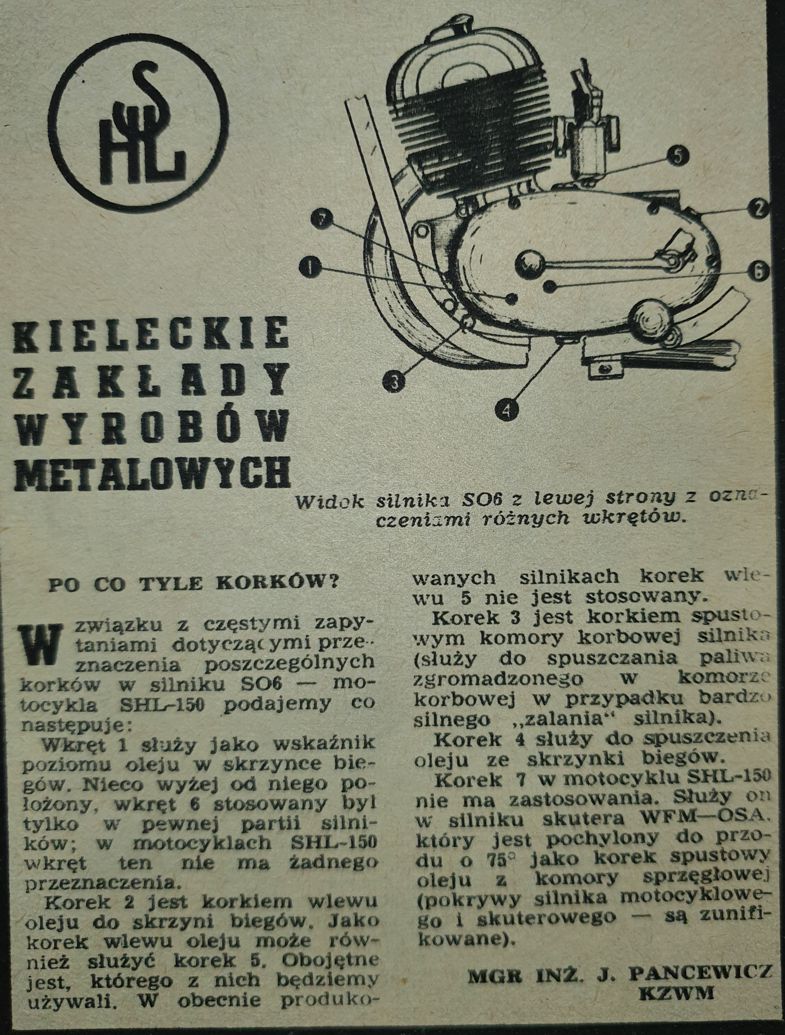 SHL
KIELECKIE
ZAKŁADY
WYROBÓW
METALOWYCH
5
2
7
1
6
3
4
Widok silnika SO6 z lewej strony z ozna-
czeniami różnych wkrętów.
PO CO TYLE KORKÓW?
W związku z częstymi zapy-
taniami dotyczącymi prze-
znaczenia poszczególnych
korków w silniku SO6 — mo-
tocykla SHL-150 podajemy co
następuje:
Wkręt 1 służy jako wskaźnik
poziomu oleju w skrzynce bie-
gów. Nieco wyżej od niego po-
łożony, wkręt 6 stosowany był
tylko w pewnej partii silni-
ków; w motocyklach SHL-150
wkręt ten nie ma żadnego
przeznaczenia.
Korek 2 jest korkiem wlewu
oleju do skrzyni biegów. Jako
korek wlewu oleju może rów-
nież służyć korek 5. Obojętne
jest, którego z nich będziemy
używali. W obecnie produko-
wanych silnikach korek wle-
wu 5 nie jest stosowany.
Korek 3 jest korkiem spusto-
wym komory korbowej silnika
(służy do spuszczania paliwa
zgromadzonego w komorze
korbowej w przypadku bardzo
silnego „zalania“ silnika).
Korek 4 służy do spuszczenia
oleju ze skrzynki biegów.
Korek 7 w motocyklu SHL-150
nie ma zastosowania. Służy on
w silniku skutera WFM—OSA.
który jest pochylony do przo-
du o 75° jako korek spustowy
oleju z komory sprzęgłowej
(pokrywy silnika motocyklowe-
go i skuterowego — są zunifi-
kowane).
MGR INŻ. J. PANCEWICZ
KZWM